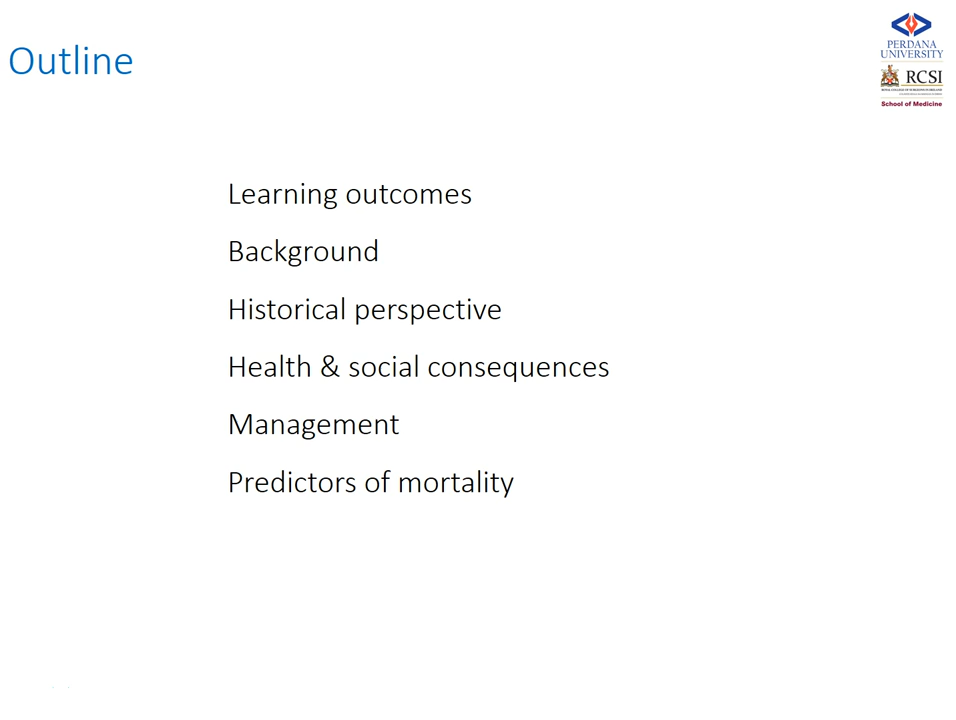 Outline
PERDANA
UNIVERSITY
RCSI
School of Medicine
Learning outcomes
Background
Historical perspective
Health & social consequences
Management
Predictors of mortality